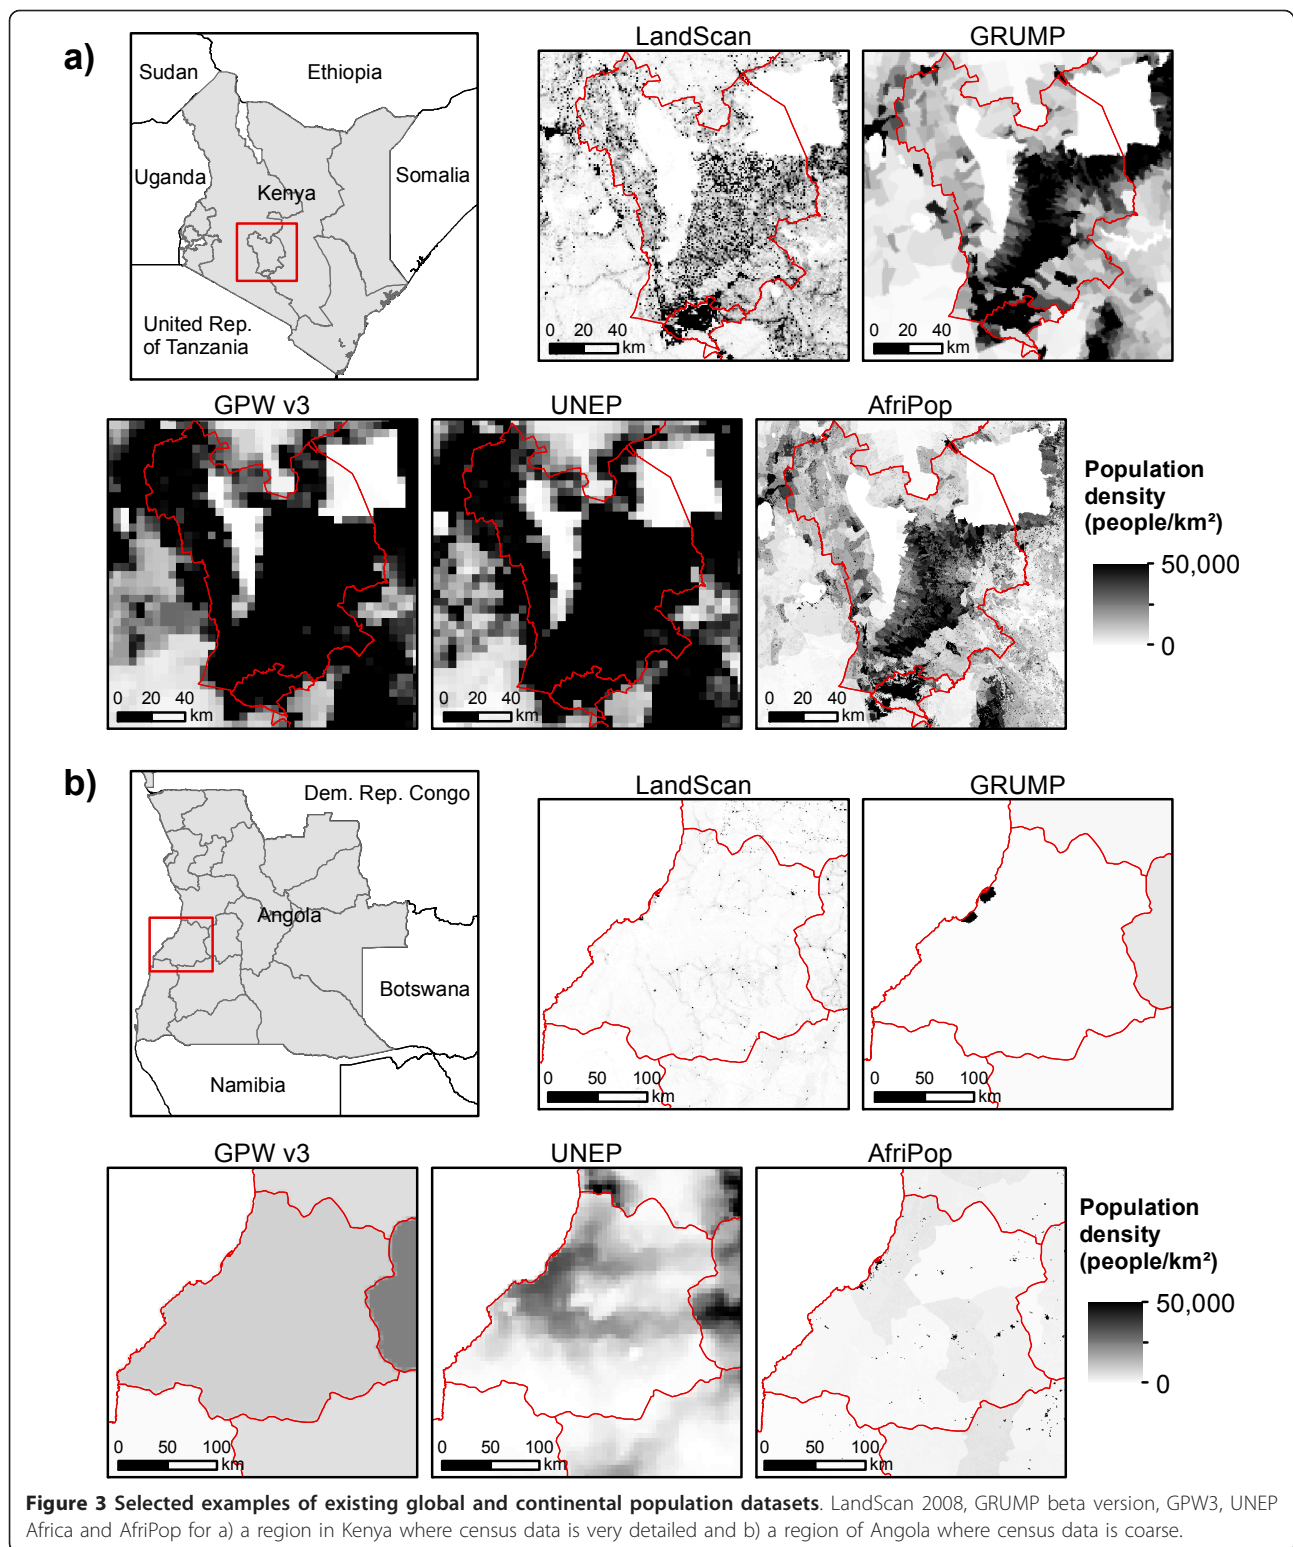 a)
Sudan
Ethiopia
Uganda
Kenya
Somalia
United Rep.
of Tanzania
LandScan
0 20 40
km
GRUMP
0 20 40
km
GPW v3
0 20 40
km
UNEP
0 20 40
km
AfriPop
0 20 40
km
Population
density
(people/km²)
50,000
0
b)
Dem. Rep. Congo
Angola
Botswana
Namibia
LandScan
0 50 100
km
GRUMP
0 50 100
km
GPW v3
0 50 100
km
UNEP
0 50 100
km
AfriPop
0 50 100
km
Population
density
(people/km²)
50,000
0
Figure 3 Selected examples of existing global and continental population datasets. LandScan 2008, GRUMP beta version, GPW3, UNEP
Africa and AfriPop for a) a region in Kenya where census data is very detailed and b) a region of Angola where census data is coarse.